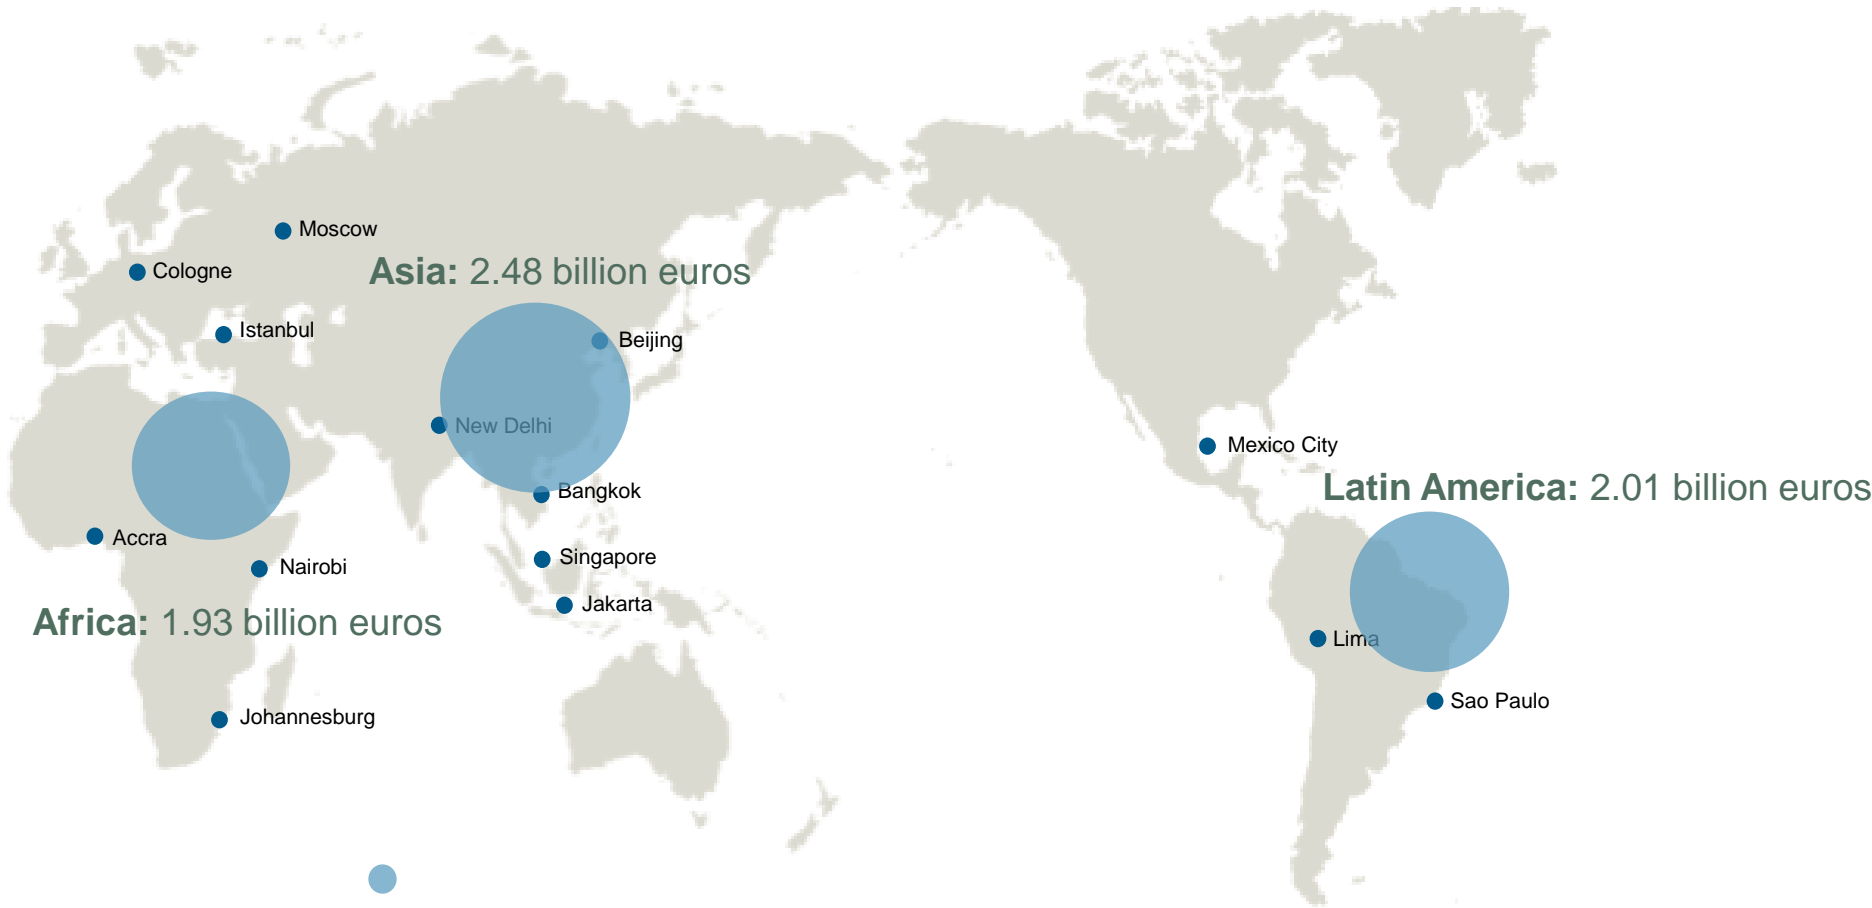 Moscow
Cologne
Asia: 2.48 billion euros
Istanbul
Beijing
New Delhi
Mexico City
Latin America: 2.01 billion euros
Bangkok
Accra
Singapore
Nairobi
Jakarta
Africa: 1.93 billion euros
Lima
Sao Paulo
Johannesburg